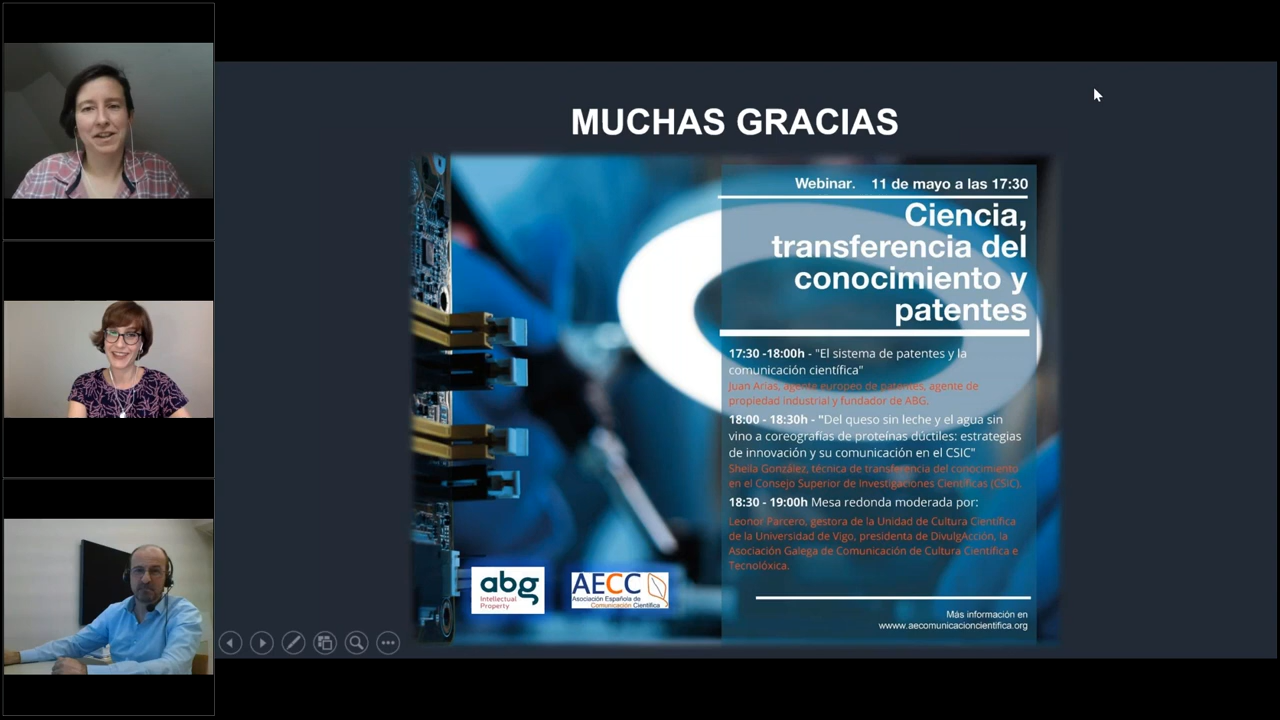 MUCHAS GRACIAS
Webinar. 11 de mayo a las 17:30
Ciencia,
transferencia del
conocimiento y
patentes
17:30 -18:00h - "El sistema de patentes y la
comunicación científica"
Juan Arias, agente europeo de patentes, agente de
propiedad industrial y fundador de ABG.
18:00 - 18:30h - "Del queso sin leche y el agua sin
vino a coreografías de proteínas dúctiles: estrategias
de innovación y su comunicación en el CSIC"
Sheila González, técnica de transferencia del conocimiento
en el Consejo Superior de Investigaciones Científicas (CSIC).
18:30 - 19:00h Mesa redonda moderada por:
Leonor Parcero, gestora de la Unidad de Cultura Científica
de la Universidad de Vigo, presidenta de DivulgAcción, la
Asociación Galega de Comunicación de Cultura Científica e
Tecnolóxica.
abg
Intellectual
Property
AECC
Asociación Española de
Comunicación Científica
Más información en
www.aecomunicacioncientifica.org